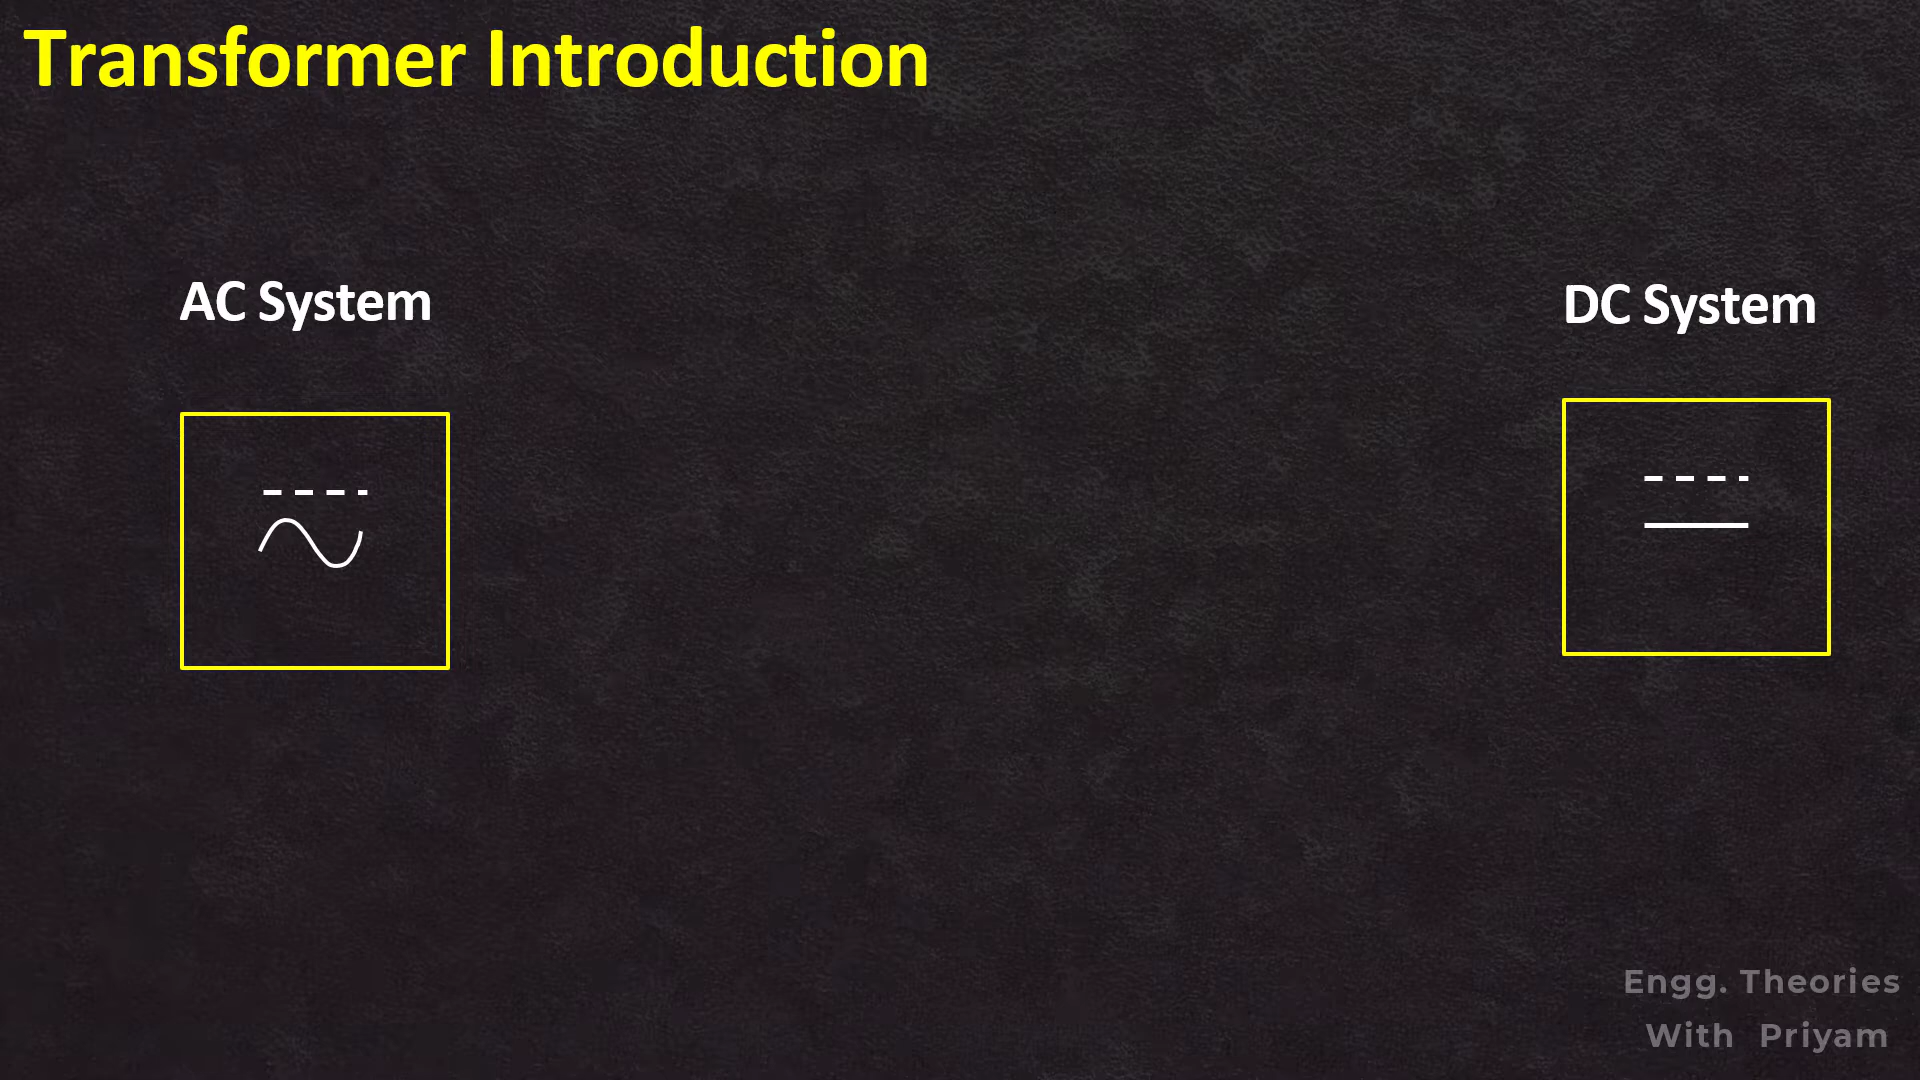 Transformer Introduction
AC System
DC System
Engg. Theories
With Priyam